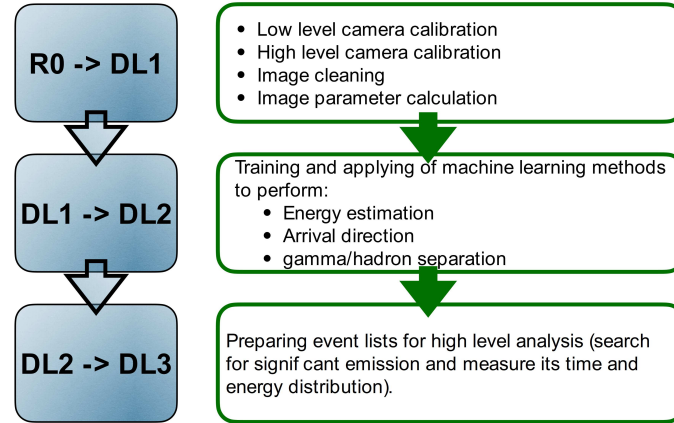 R0 -> DL1
• Low level camera calibration
• High level camera calibration
• Image cleaning
• Image parameter calculation
DL1 -> DL2
Training and applying of machine learning methods
to perform:
• Energy estimation
• Arrival direction
• gamma/hadron separation
DL2 -> DL3
Preparing event lists for high level analysis (search
for signif cant emission and measure its time and
energy distribution).